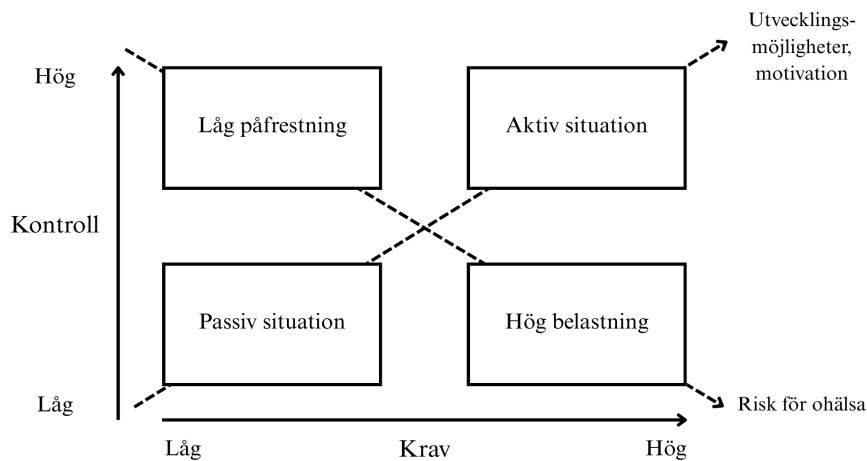 Utvecklings-
möjligheter,
motivation
Hög
Låg påfrestning
Aktiv situation
Kontroll
Passiv situation
Hög belastning
Låg
Risk för ohälsa
Låg
Krav
Hög